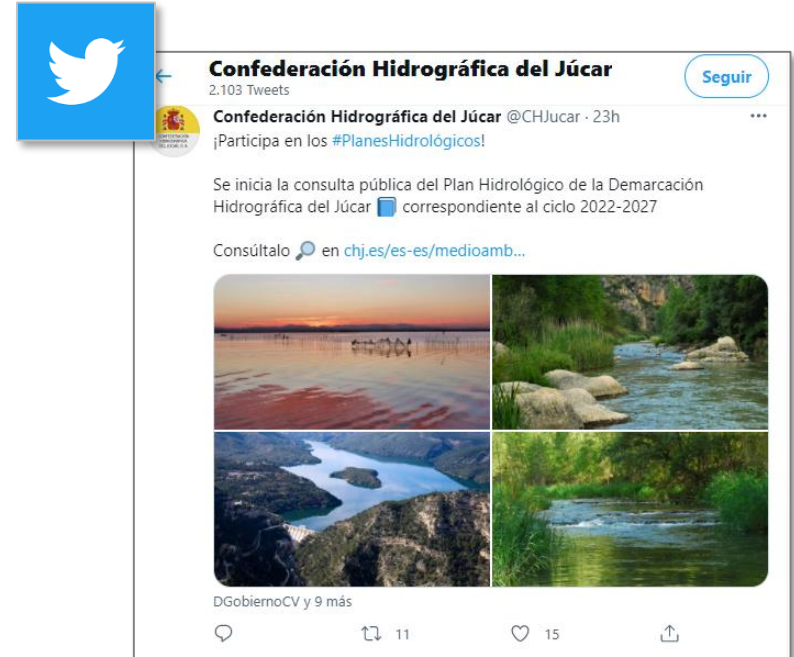 Confederación Hidrográfica del Júcar
2.103 Tweets
Seguir
Confederación Hidrográfica del Júcar @CHJucar · 23h
¡Participa en los #PlanesHidrológicos!
Se inicia la consulta pública del Plan Hidrológico de la Demarcación
Hidrográfica del Júcar correspondiente al ciclo 2022-2027
Consúltalo en chj.es/es-es/medioamb...
DGobiernoCV y 9 más
11
15